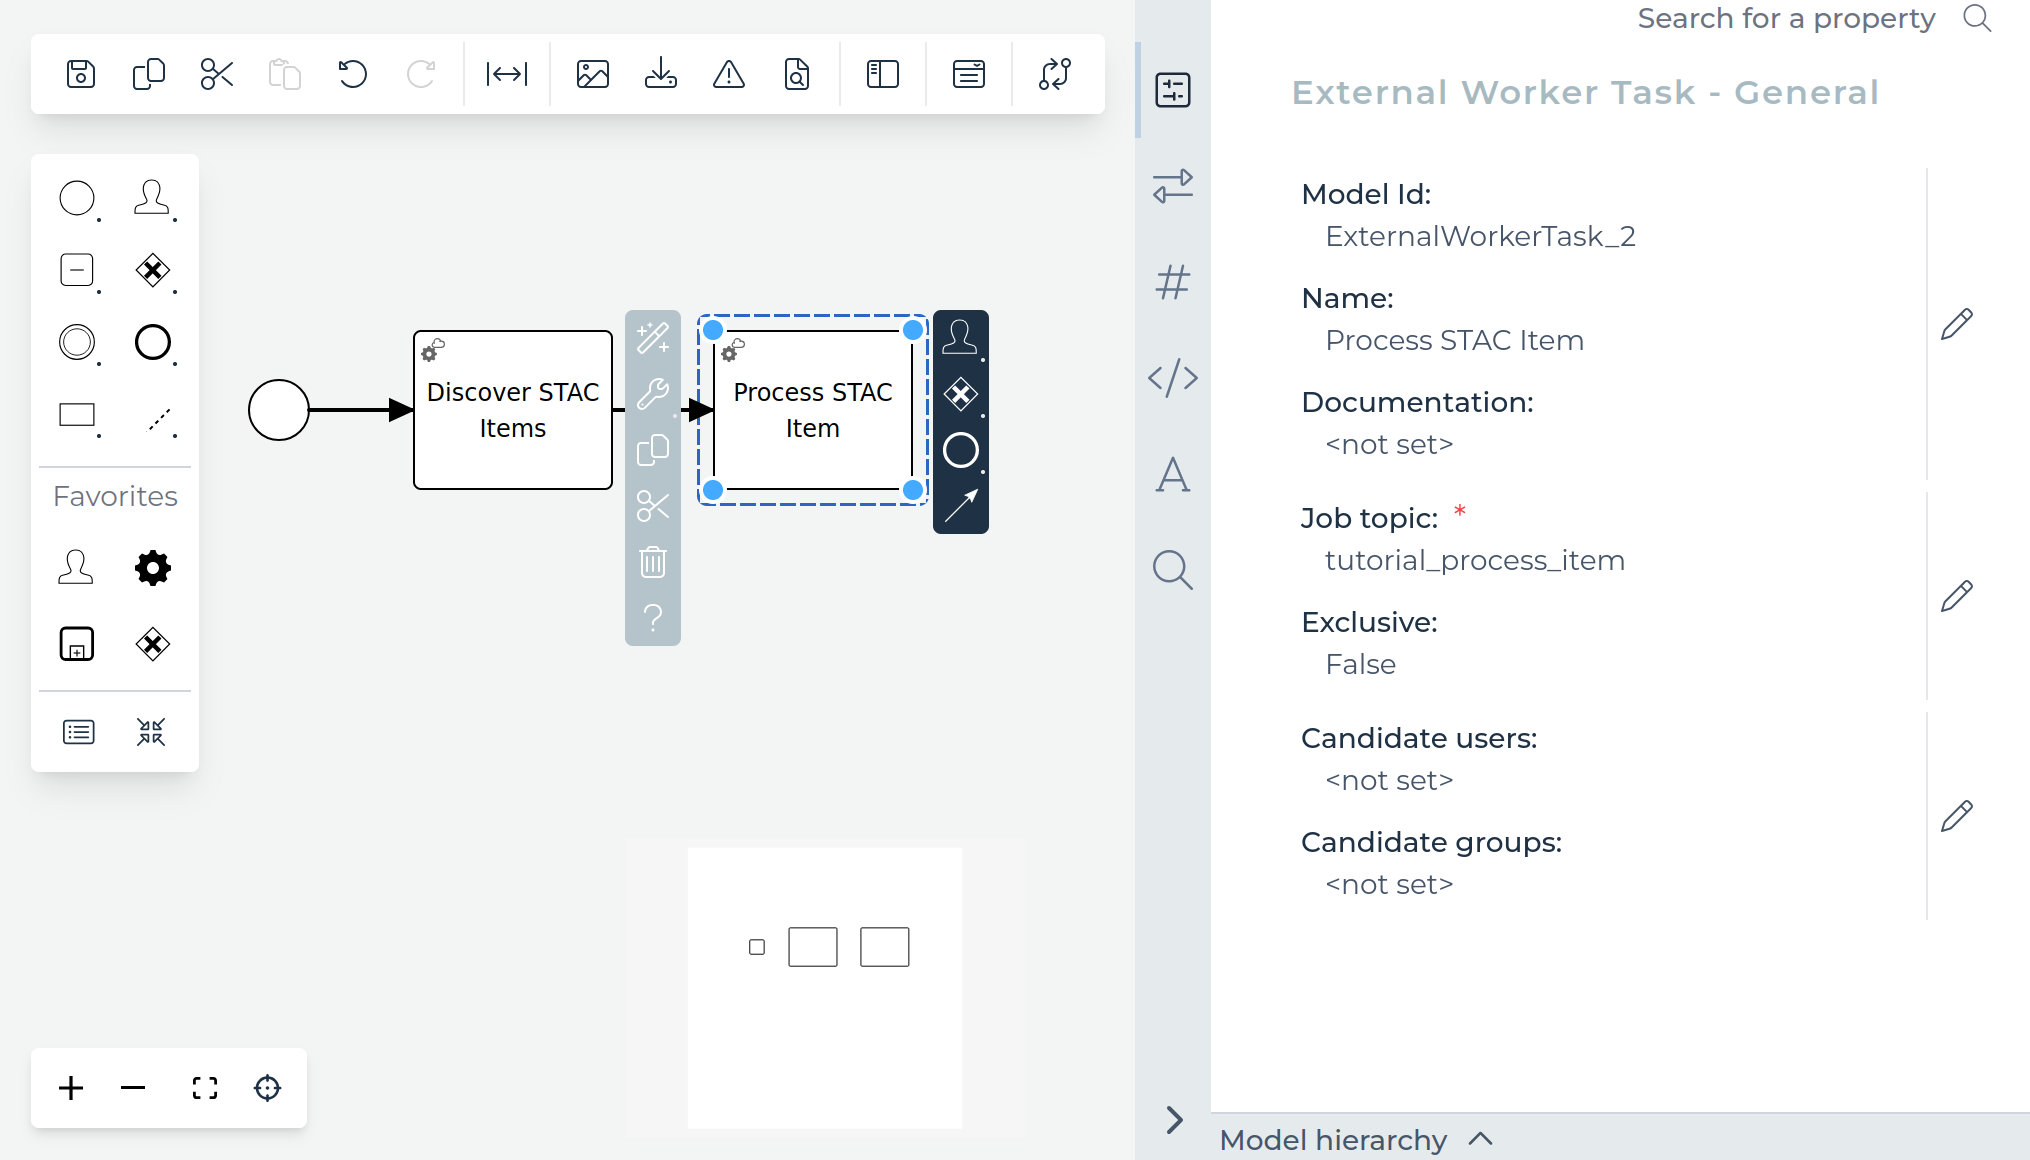 Search for a property
External Worker Task - General
Model Id:
ExternalWorkerTask_2
Name:
Process STAC Item
Documentation:
<not set>
Job topic: *
tutorial_process_item
Exclusive:
False
Candidate users:
<not set>
Candidate groups:
<not set>
Model hierarchy
Favorites
Discover STAC
Items
Process STAC
Item